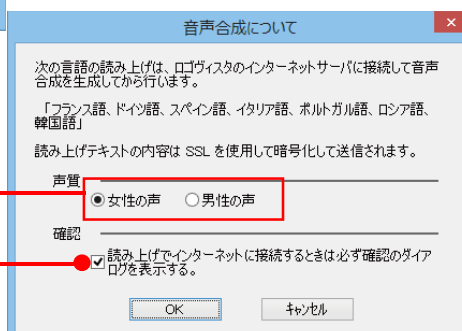 音声合成について
次の言語の読み上げは、ロゴヴィスタのインターネットサーバに接続して音声
合成を生成してから行います。
「フランス語、ドイツ語、スペイン語、イタリア語、ポルトガル語、ロシア語、
韓国語」
読み上げテキストの内容は SSL を使用して暗号化して送信されます。
声質
女性の声 男性の声
確認
読み上げでインターネットに接続するときは必ず確認のダイア
ログを表示する。
OK キャンセル